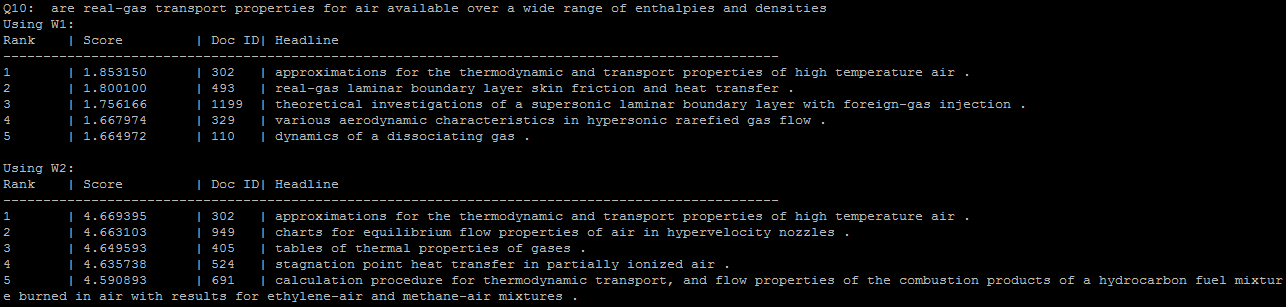 Q10:  are real-gas transport properties for air available over a wide range of enthalpies and densities
Using W1:
Rank    | Score         | Doc ID| Headline
-------------------------------------------------------------------------------------------------
1       | 1.853150      | 302   | approximations for the thermodynamic and transport properties of high temperature air .
2       | 1.800100      | 493   | real-gas laminar boundary layer skin friction and heat transfer .
3       | 1.756166      | 1199  | theoretical investigations of a supersonic laminar boundary layer with foreign-gas injection .
4       | 1.667974      | 329   | various aerodynamic characteristics in hypersonic rarefied gas flow .
5       | 1.664972      | 110   | dynamics of a dissociating gas .
Using W2:
Rank    | Score         | Doc ID| Headline
-------------------------------------------------------------------------------------------------
1       | 4.669395      | 302   | approximations for the thermodynamic and transport properties of high temperature air .
2       | 4.663103      | 949   | charts for equilibrium flow properties of air in hypervelocity nozzles .
3       | 4.649593      | 405   | tables of thermal properties of gases .
4       | 4.635738      | 524   | stagnation point heat transfer in partially ionized air .
5       | 4.590893      | 691   | calculation procedure for thermodynamic transport, and flow properties of the combustion products of a hydrocarbon fuel mixtur
e burned in air with results for ethylene-air and methane-air mixtures .